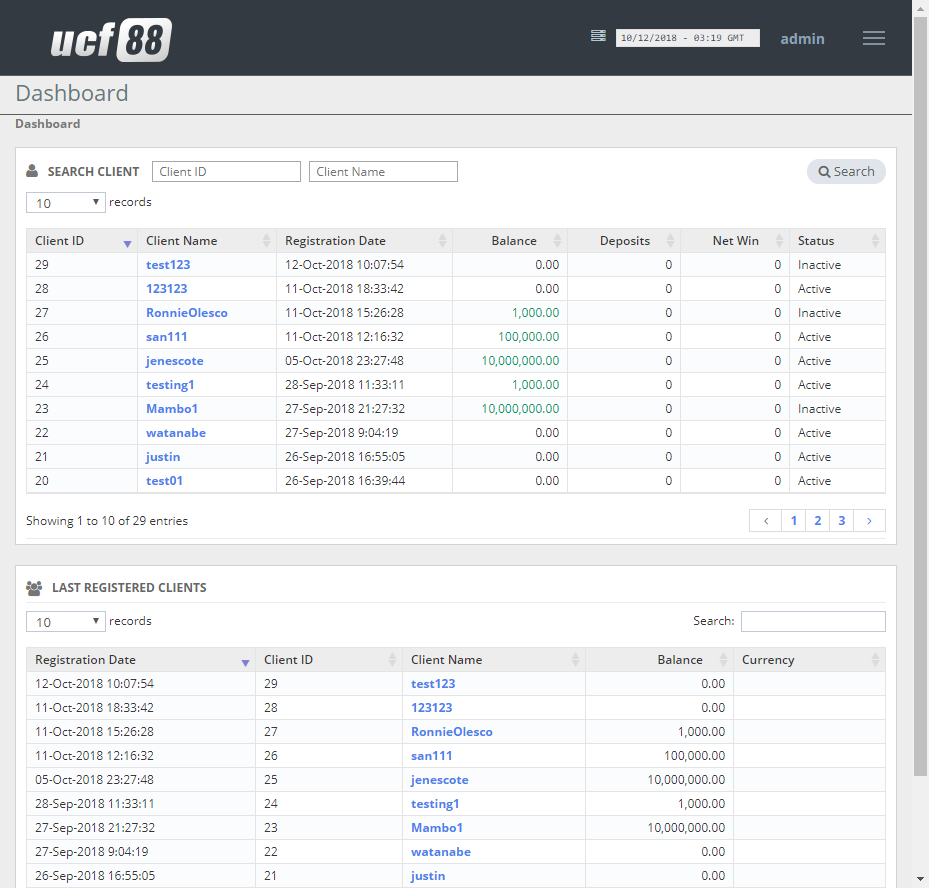 ucf 88
10/12/2018 - 03:19 GMT
admin
Dashboard
Dashboard
SEARCH CLIENT Client ID Client Name Search
10 records
Client ID Client Name Registration Date Balance Deposits Net Win Status
29 test123 12-Oct-2018 10:07:54 0.00 0 0 Inactive
28 123123 11-Oct-2018 18:33:42 0.00 0 0 Active
27 RonnieOlesco 11-Oct-2018 15:26:28 1,000.00 0 0 Inactive
26 san111 11-Oct-2018 12:16:32 100,000.00 0 0 Active
25 jenescote 05-Oct-2018 23:27:48 10,000,000.00 0 0 Active
24 testing1 28-Sep-2018 11:33:11 1,000.00 0 0 Active
23 Mambo1 27-Sep-2018 21:27:32 10,000,000.00 0 0 Inactive
22 watanabe 27-Sep-2018 9:04:19 0.00 0 0 Active
21 justin 26-Sep-2018 16:55:05 0.00 0 0 Active
20 test01 26-Sep-2018 16:39:44 0.00 0 0 Active
Showing 1 to 10 of 29 entries ‹ 1 2 3 ›
LAST REGISTERED CLIENTS
10 records Search:
Registration Date Client ID Client Name Balance Currency
12-Oct-2018 10:07:54 29 test123 0.00
11-Oct-2018 18:33:42 28 123123 0.00
11-Oct-2018 15:26:28 27 RonnieOlesco 1,000.00
11-Oct-2018 12:16:32 26 san111 100,000.00
05-Oct-2018 23:27:48 25 jenescote 10,000,000.00
28-Sep-2018 11:33:11 24 testing1 1,000.00
27-Sep-2018 21:27:32 23 Mambo1 10,000,000.00
27-Sep-2018 9:04:19 22 watanabe 0.00
26-Sep-2018 16:55:05 21 justin 0.00